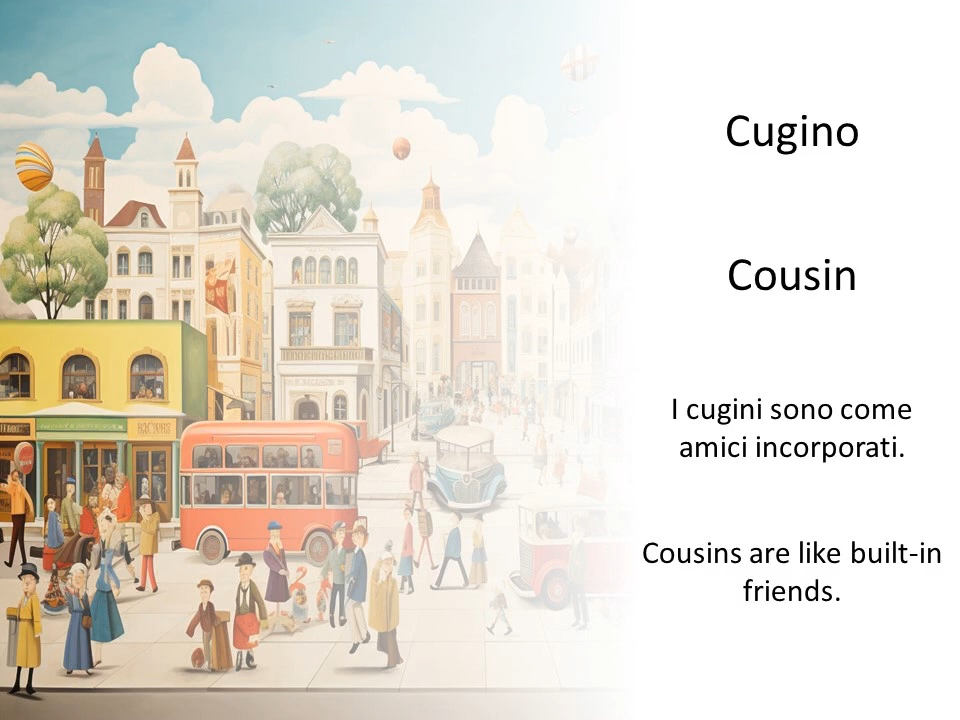 Cugino
Cousin
I cugini sono come
amici incorporati.
Cousins are like built-in
friends.